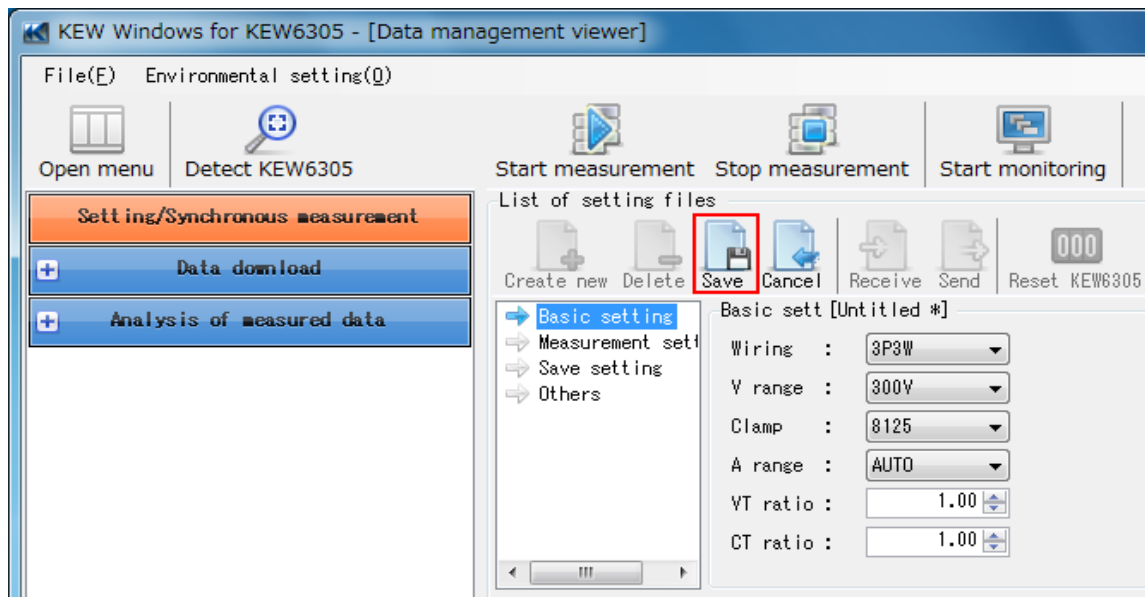 KEW Windows for KEW6305 - [Data management viewer]
File(F) Environmental setting(O)
Open menu Detect KEW6305 Start measurement Stop measurement Start monitoring
Setting/Synchronous measurement
Data download
Analysis of measured data
List of setting files
000
Create new Delete Save Cancel Receive Send Reset KEW6305
Basic setting
Measurement sett
Save setting
Others
Basic sett [Untitled *]
Wiring : 3P3W
V range : 300V
Clamp : 8125
A range : AUTO
VT ratio : 1.00
CT ratio : 1.00